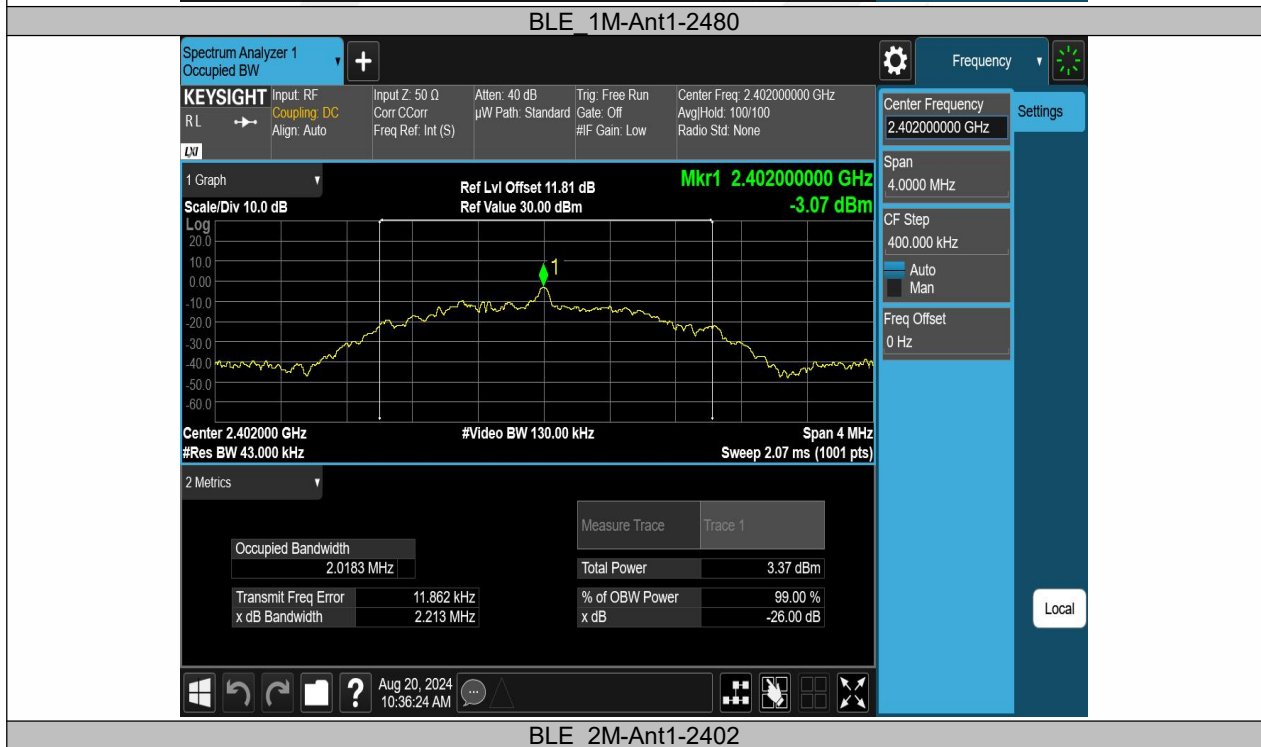 BLE_1M-Ant1-2480
Spectrum Analyzer 1
Occupied BW
Frequency
KEYSIGHT
RL
LXI
Input: RF
Coupling: DC
Align: Auto
Input Z: 50 Ω
Corr CCorr
Freq Ref: Int (S)
Atten: 40 dB
µW Path: Standard
Trig: Free Run
Gate: Off
#IF Gain: Low
Center Freq: 2.402000000 GHz
Avg|Hold: 100/100
Radio Std: None
Center Frequency
2.402000000 GHz
Settings
Span
4.0000 MHz
CF Step
400.000 kHz
Auto
Man
Freq Offset
0 Hz
Local
1 Graph
Scale/Div 10.0 dB
Ref Lvl Offset 11.81 dB
Ref Value 30.00 dBm
Mkr1 2.402000000 GHz
-3.07 dBm
Log
20.0
10.0
0.00
-10.0
-20.0
-30.0
-40.0
-50.0
-60.0
1
Center 2.402000 GHz
#Res BW 43.000 kHz
#Video BW 130.00 kHz
Span 4 MHz
Sweep 2.07 ms (1001 pts)
2 Metrics
Measure Trace Trace 1
Occupied Bandwidth
2.0183 MHz
Total Power 3.37 dBm
Transmit Freq Error 11.862 kHz
% of OBW Power 99.00 %
x dB Bandwidth 2.213 MHz
x dB -26.00 dB
?
Aug 20, 2024
10:36:24 AM
BLE_2M-Ant1-2402